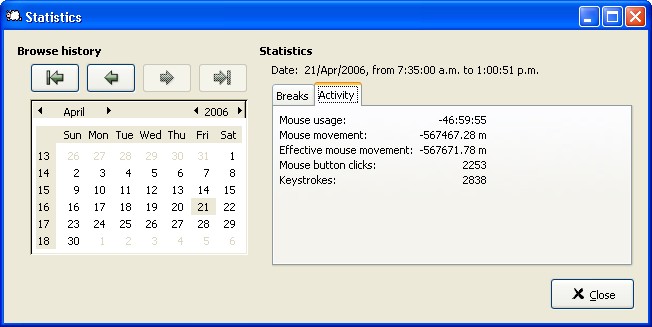 Statistics
Browse history
April 2006
Sun Mon Tue Wed Thu Fri Sat
13 26 27 28 29 30 31 1
14 2 3 4 5 6 7 8
15 9 10 11 12 13 14 15
16 16 17 18 19 20 21 22
17 23 24 25 26 27 28 29
18 30 1 2 3 4 5 6
Statistics
Date: 21/Apr/2006, from 7:35:00 a.m. to 1:00:51 p.m.
Breaks Activity
Mouse usage: -46:59:55
Mouse movement: -567467.28 m
Effective mouse movement: -567671.78 m
Mouse button clicks: 2253
Keystrokes: 2838
Close